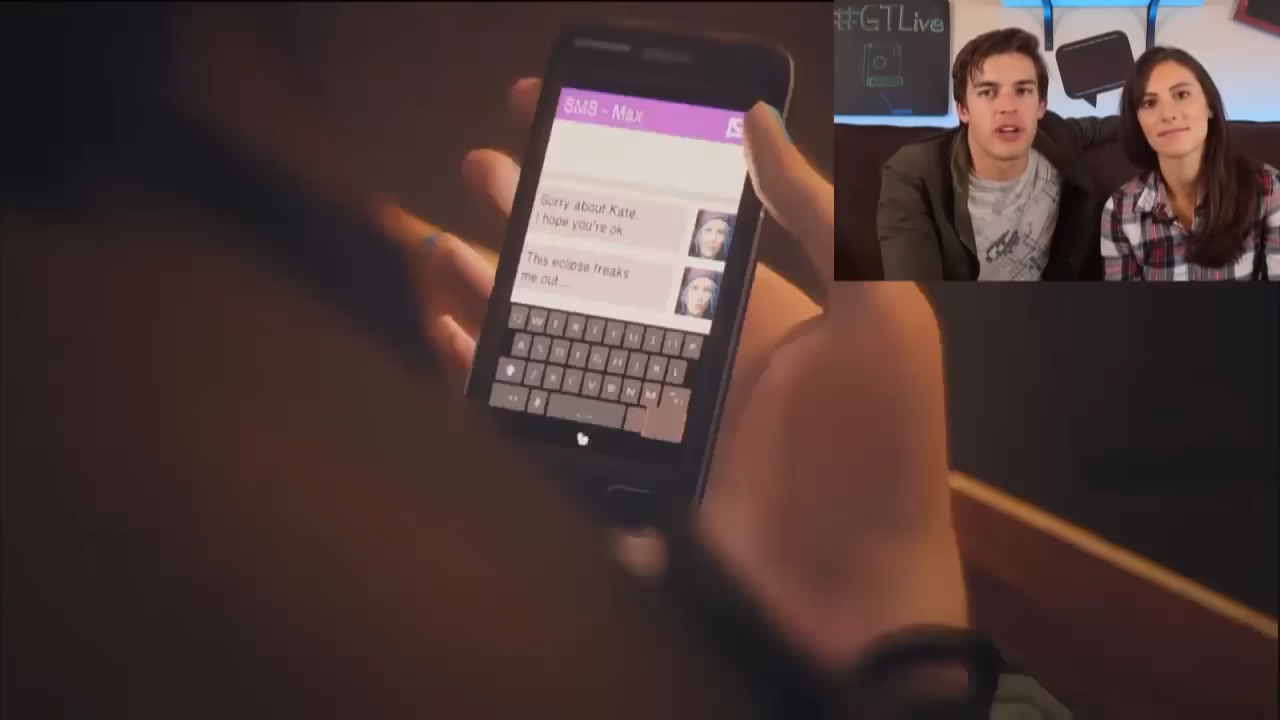 #GTLive
SMS - Max
Sorry about Kate
I hope you're ok.
This eclipse freaks
me out...